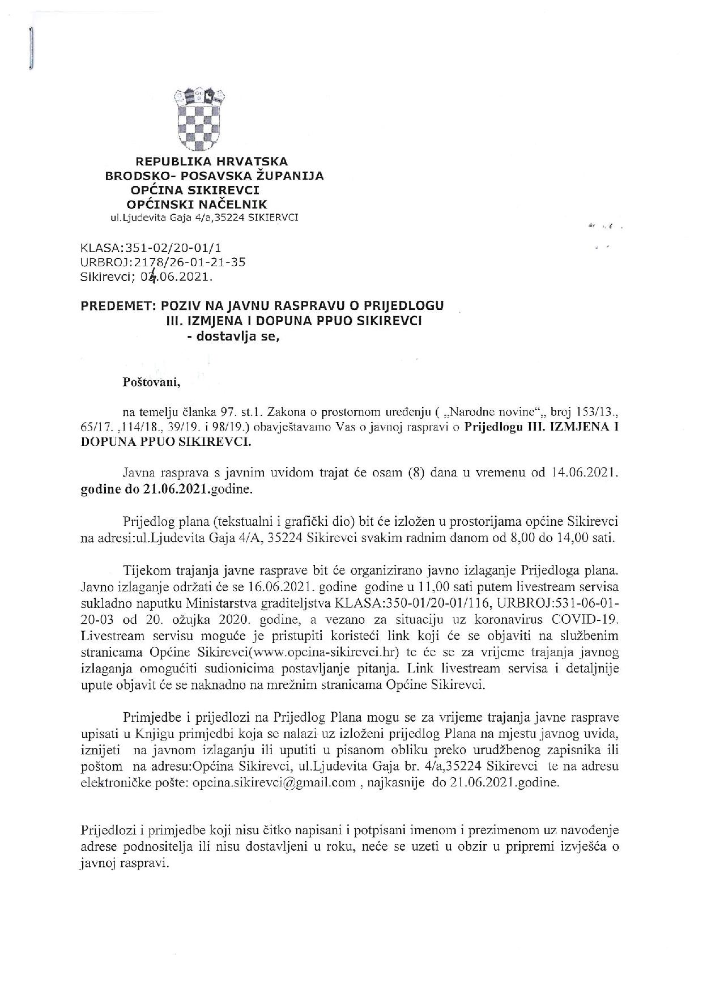 REPUBLIKA HRVATSKA
BRODSKO- POSAVSKA ŽUPANIJA
OPĆINA SIKIREVCI
OPĆINSKI NAČELNIK
ul.Ljudevita Gaja 4/a,35224 SIKIERVCI
KLASA:351-02/20-01/1
URBROJ:2178/26-01-21-35
Sikirevci; 04.06.2021.
PREDEMET: POZIV NA JAVNU RASPRAVU O PRIJEDLOGU
III. IZMJENA I DOPUNA PPUO SIKIREVCI
- dostavlja se,
Poštovani,
na temelju članka 97. st.1. Zakona o prostornom uređenju ( „Narodne novine“„ broj 153/13.,
65/17. ,114/18., 39/19. i 98/19.) obavještavamo Vas o javnoj raspravi o Prijedlogu III. IZMJENA I
DOPUNA PPUO SIKIREVCI.
Javna rasprava s javnim uvidom trajat će osam (8) dana u vremenu od 14.06.2021.
godine do 21.06.2021.godine.
Prijedlog plana (tekstualni i grafički dio) bit će izložen u prostorijama općine Sikirevci
na adresi:ul.Ljudevita Gaja 4/A, 35224 Sikirevci svakim radnim danom od 8,00 do 14,00 sati.
Tijekom trajanja javne rasprave bit će organizirano javno izlaganje Prijedloga plana.
Javno izlaganje održati će se 16.06.2021. godine godine u 11,00 sati putem livestream servisa
sukladno naputku Ministarstva graditeljstva KLASA:350-01/20-01/116, URBROJ:531-06-01-
20-03 od 20. ožujka 2020. godine, a vezano za situaciju uz koronavirus COVID-19.
Livestream servisu moguće je pristupiti koristeći link koji će se objaviti na službenim
stranicama Općine Sikirevci(www.opcina-sikirevci.hr) te će se za vrijeme trajanja javnog
izlaganja omogućiti sudionicima postavljanje pitanja. Link livestream servisa i detaljnije
upute objavit će se naknadno na mrežnim stranicama Općine Sikirevci.
Primjedbe i prijedlozi na Prijedlog Plana mogu se za vrijeme trajanja javne rasprave
upisati u Knjigu primjedbi koja se nalazi uz izloženi prijedlog Plana na mjestu javnog uvida,
iznijeti na javnom izlaganju ili uputiti u pisanom obliku preko urudžbenog zapisnika ili
poštom na adresu:Općina Sikirevci, ul.Ljudevita Gaja br. 4/a,35224 Sikirevci te na adresu
elektroničke pošte: opcina.sikirevci@gmail.com , najkasnije do 21.06.2021.godine.
Prijedlozi i primjedbe koji nisu čitko napisani i potpisani imenom i prezimenom uz navođenje
adrese podnositelja ili nisu dostavljeni u roku, neće se uzeti u obzir u pripremi izvješća o
javnoj raspravi.